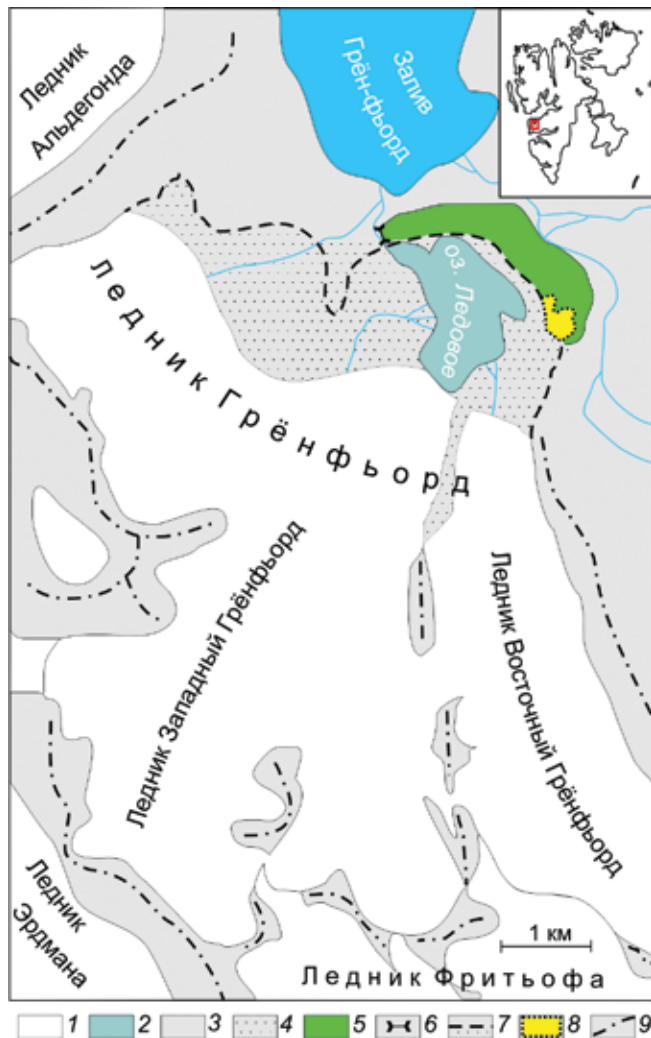 Ледник
Альдегонда
Залив
Грён-фьорд
оз. Ледовое
Ледник Грёнфьорд
Ледник Западный Грёнфьорд
Ледник Восточный Грёнфьорд
Ледник
Эрдмана
1 км
Ледник Фритьофа
1 2 3 4 5 6 7 8 9